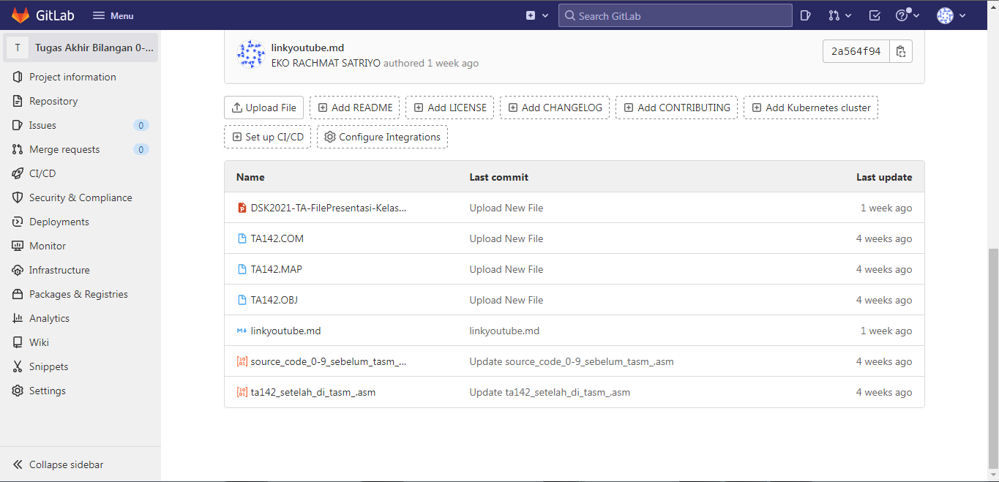 GitLab
Menu
Search GitLab
T
Tugas Akhir Bilangan 0-...
Project information
Repository
Issues 0
Merge requests 0
CI/CD
Security & Compliance
Deployments
Monitor
Infrastructure
Packages & Registries
Analytics
Wiki
Snippets
Settings
Collapse sidebar
linkyoutube.md
EKO RACHMAT SATRIYO authored 1 week ago
2a564f94
Upload File Add README Add LICENSE Add CHANGELOG Add CONTRIBUTING Add Kubernetes cluster
Set up CI/CD Configure Integrations
Name Last commit Last update
DSK2021-TA-FilePresentasi-Kelas... Upload New File 1 week ago
TA142.COM Upload New File 4 weeks ago
TA142.MAP Upload New File 4 weeks ago
TA142.OBJ Upload New File 4 weeks ago
linkyoutube.md linkyoutube.md 1 week ago
source_code_0-9_sebelum_tasm_... Update source_code_0-9_sebelum_tasm_.asm 4 weeks ago
ta142_setelah_di_tasm_.asm Update ta142_setelah_di_tasm_.asm 4 weeks ago